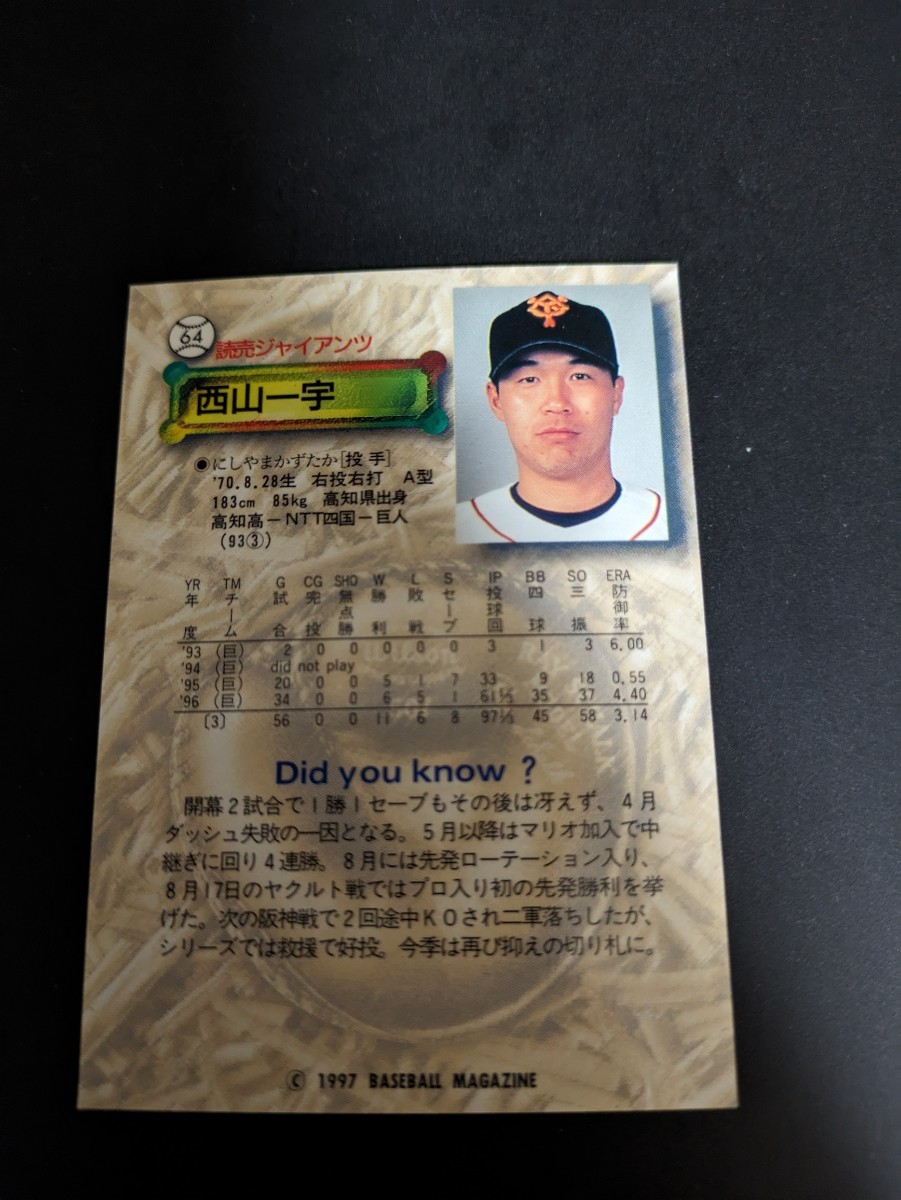 64
読売ジャイアンツ
西山一宇
◉にしやまかずたか[投手]
'70.8.28生 右投右打 A型
183cm 85kg 高知県出身
高知高－NTT四国－巨人
(93③)
YR TM G CG SHO W L S IP BB SO ERA
年度 チーム 試合 完投 無点勝 勝利 敗戦 セーブ 投球回 四球 三振 防御率
'93 (巨) 2 0 0 0 0 0 3 1 3 6.00
'94 (巨) did not play
'95 (巨) 20 0 0 5 1 7 33 9 18 0.55
'96 (巨) 34 0 0 6 5 1 61⅓ 35 37 4.40
〔3〕 56 0 0 11 6 8 97⅓ 45 58 3.14
Did you know ?
開幕2試合で1勝1セーブもその後は冴えず、4月
ダッシュ失敗の一因となる。5月以降はマリオ加入で中
継ぎに回り4連勝。8月には先発ローテーション入り、
8月17日のヤクルト戦ではプロ入り初の先発勝利を挙
げた。次の阪神戦で2回途中KOされ二軍落ちしたが、
シリーズでは救援で好投。今季は再び抑えの切り札に。
© 1997 BASEBALL MAGAZINE